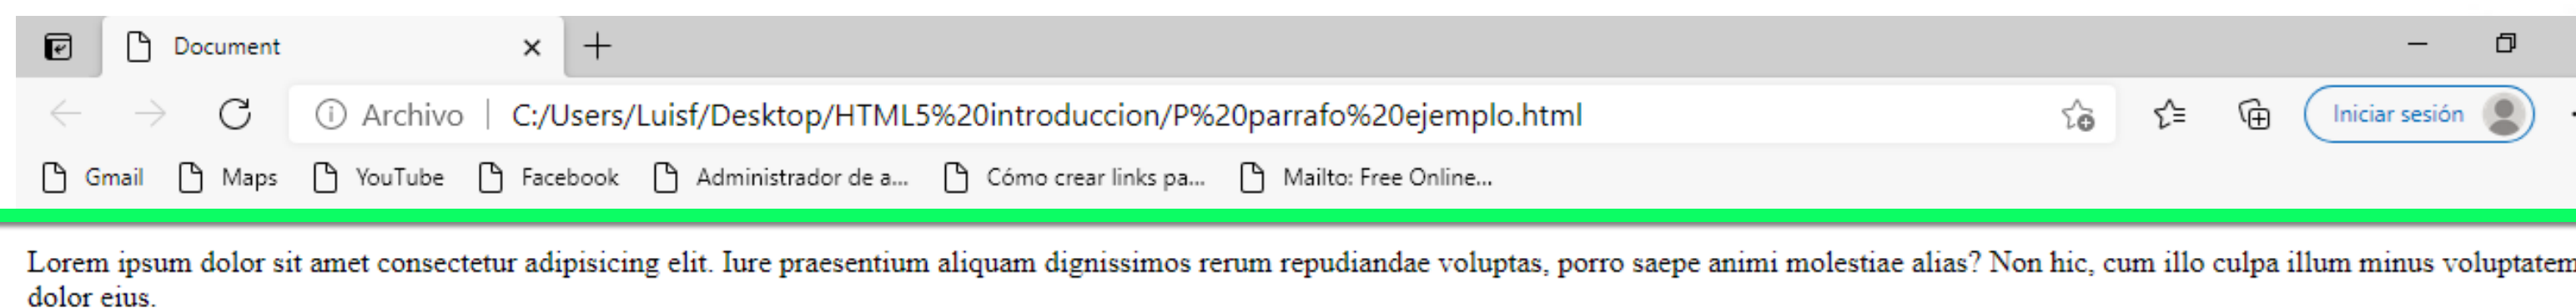 Document
Archivo | C:/Users/Luisf/Desktop/HTML5%20introduccion/P%20parrafo%20ejemplo.html Iniciar sesión
Gmail Maps YouTube Facebook Administrador de a... Cómo crear links pa... Mailto: Free Online...
Lorem ipsum dolor sit amet consectetur adipisicing elit. Iure praesentium aliquam dignissimos rerum repudiandae voluptas, porro saepe animi molestiae alias? Non hic, cum illo culpa illum minus voluptatem
dolor eius.